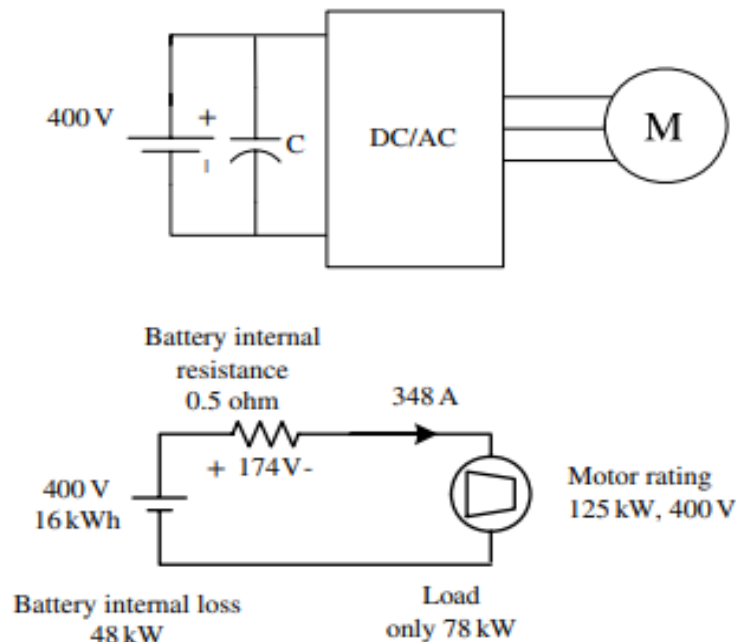 400 V
+
C
DC/AC
M
Battery internal
resistance
0.5 ohm
348 A
+ 174V-
400 V
16 kWh
Motor rating
125 kW, 400 V
Battery internal loss
48 kW
Load
only 78 kW